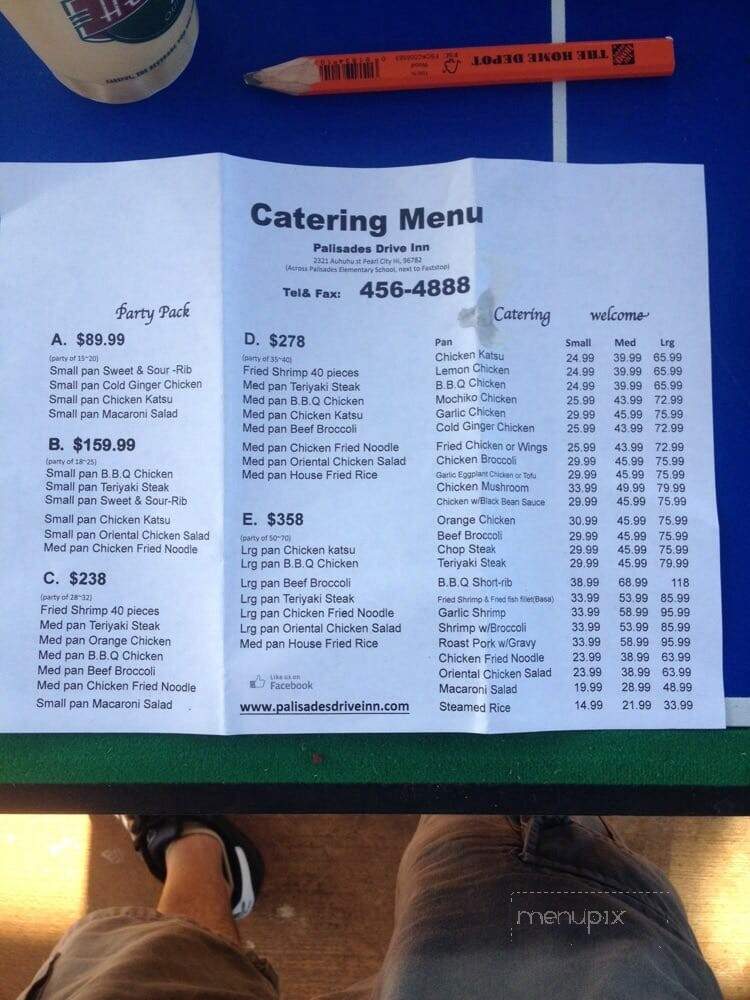 THE HOME DEPOT
Catering Menu
Palisades Drive Inn
2321 Auhuhu st Pearl City Hi, 96782
(Across Palisades Elementary School, next to Faststop)
Tel& Fax: 456-4888
Party Pack
A. $89.99
(party of 15~20)
Small pan Sweet & Sour -Rib
Small pan Cold Ginger Chicken
Small pan Chicken Katsu
Small pan Macaroni Salad
B. $159.99
(party of 18~25)
Small pan B.B.Q Chicken
Small pan Teriyaki Steak
Small pan Sweet & Sour-Rib
Small pan Chicken Katsu
Small pan Oriental Chicken Salad
Med pan Chicken Fried Noodle
C. $238
(party of 28~32)
Fried Shrimp 40 pieces
Med pan Teriyaki Steak
Med pan Orange Chicken
Med pan B.B.Q Chicken
Med pan Beef Broccoli
Med pan Chicken Fried Noodle
Small pan Macaroni Salad
D. $278
(party of 35~40)
Fried Shrimp 40 pieces
Med pan Teriyaki Steak
Med pan B.B.Q Chicken
Med pan Chicken Katsu
Med pan Beef Broccoli
Med pan Chicken Fried Noodle
Med pan Oriental Chicken Salad
Med pan House Fried Rice
E. $358
(party of 50~70)
Lrg pan Chicken katsu
Lrg pan B.B.Q Chicken
Lrg pan Beef Broccoli
Lrg pan Teriyaki Steak
Lrg pan Chicken Fried Noodle
Lrg pan Oriental Chicken Salad
Med pan House Fried Rice
Like us on
Facebook
www.palisadesdriveinn.com
Catering welcome
Pan Small Med Lrg
Chicken Katsu 24.99 39.99 65.99
Lemon Chicken 24.99 39.99 65.99
B.B.Q Chicken 24.99 39.99 65.99
Mochiko Chicken 25.99 43.99 72.99
Garlic Chicken 29.99 45.99 75.99
Cold Ginger Chicken 25.99 43.99 72.99
Fried Chicken or Wings 25.99 43.99 72.99
Chicken Broccoli 29.99 45.99 75.99
Garlic Eggplant Chicken or Tofu 29.99 45.99 75.99
Chicken Mushroom 33.99 49.99 79.99
Chicken w/Black Bean Sauce 29.99 45.99 75.99
Orange Chicken 30.99 45.99 75.99
Beef Broccoli 29.99 45.99 75.99
Chop Steak 29.99 45.99 75.99
Teriyaki Steak 29.99 45.99 79.99
B.B.Q Short-rib 38.99 68.99 118
Fried Shrimp & Fried fish fillet(Basa) 33.99 53.99 85.99
Garlic Shrimp 33.99 58.99 95.99
Shrimp w/Broccoli 33.99 53.99 85.99
Roast Pork w/Gravy 33.99 58.99 95.99
Chicken Fried Noodle 23.99 38.99 63.99
Oriental Chicken Salad 23.99 38.99 63.99
Macaroni Salad 19.99 28.99 48.99
Steamed Rice 14.99 21.99 33.99
menupix